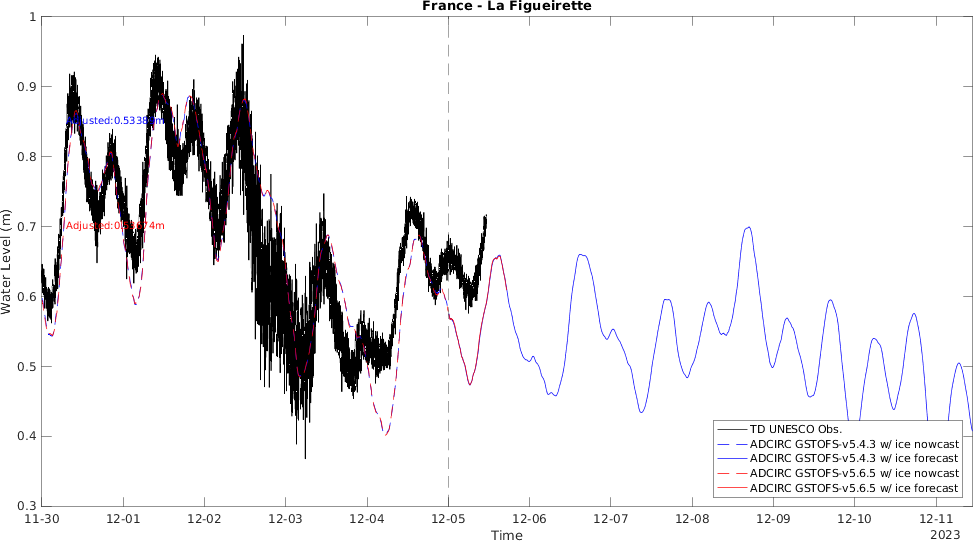 France - La Figueirette
Water Level (m)
1
0.9
0.8
0.7
0.6
0.5
0.4
0.3
11-30
12-01
12-02
12-03
12-04
12-05
12-06
12-07
12-08
12-09
12-10
12-11
2023
Time
TD UNESCO Obs.
ADCIRC GSTOFS-v5.4.3 w/ ice nowcast
ADCIRC GSTOFS-v5.4.3 w/ ice forecast
ADCIRC GSTOFS-v5.6.5 w/ ice nowcast
ADCIRC GSTOFS-v5.6.5 w/ ice forecast